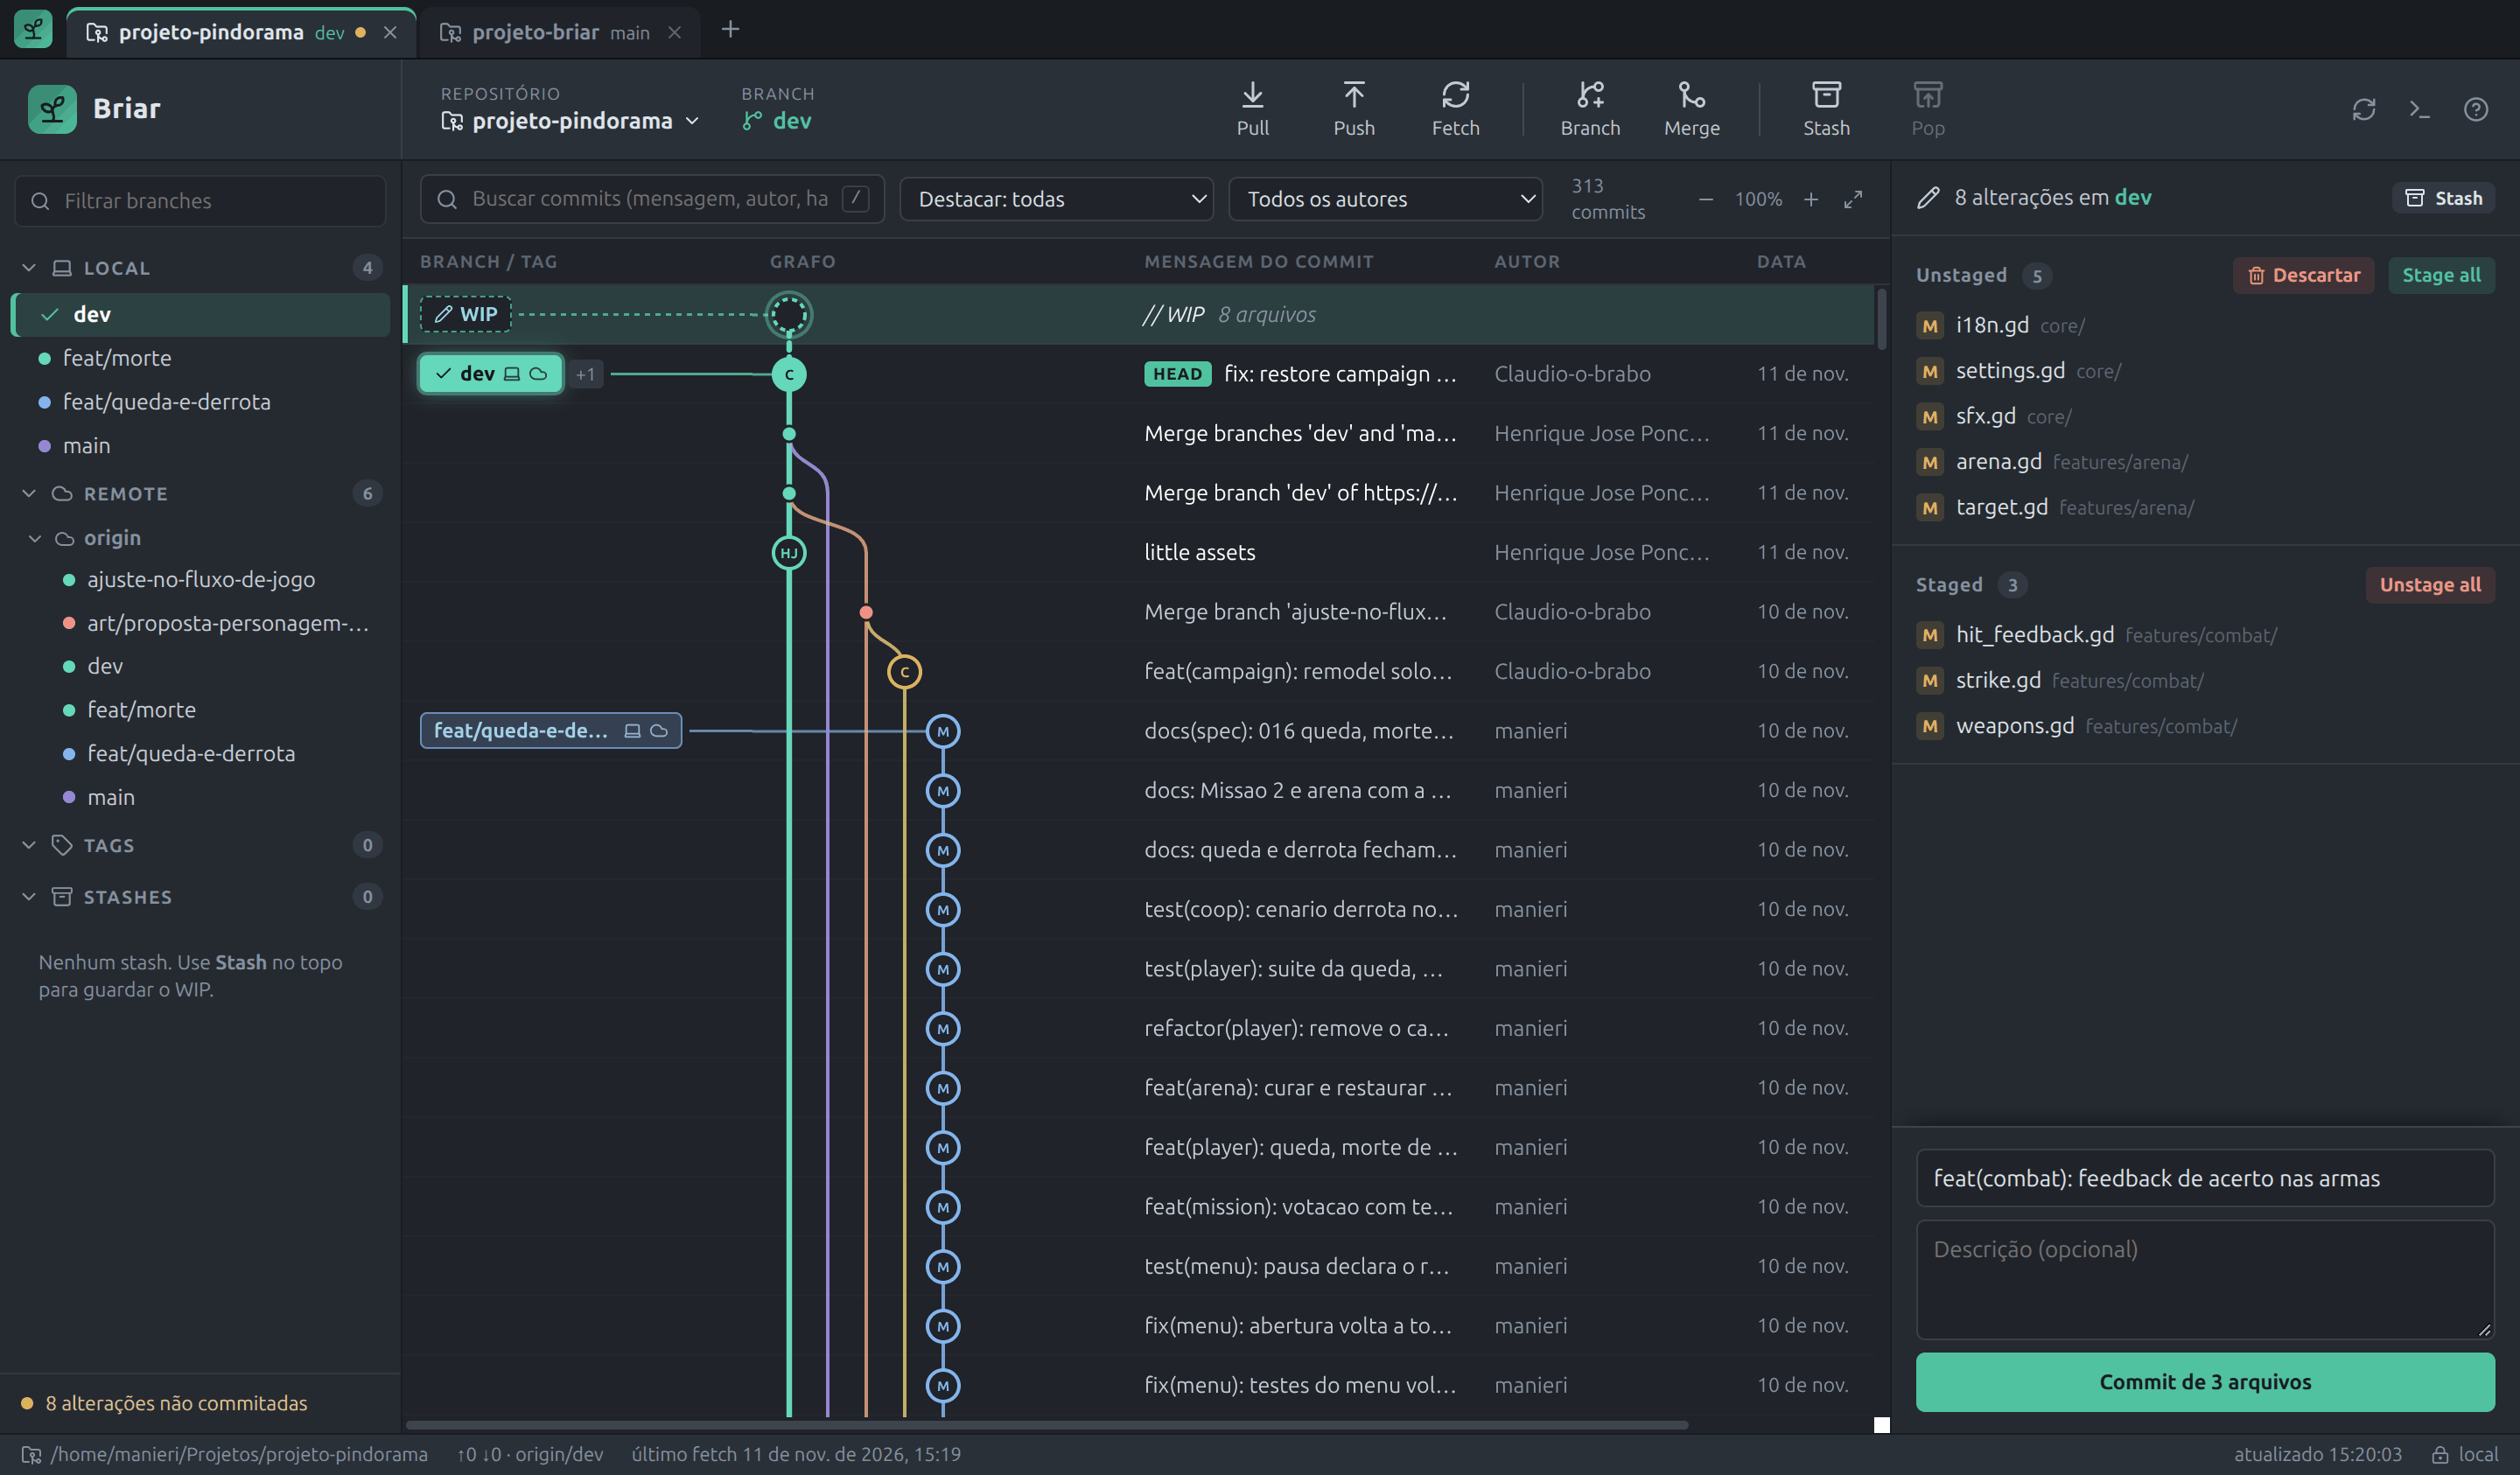 projeto-pindorama dev
projeto-briar main
Briar
REPOSITÓRIO
projeto-pindorama
BRANCH
dev
Pull
Push
Fetch
Branch
Merge
Stash
Pop
Filtrar branches
LOCAL 4
dev
feat/morte
feat/queda-e-derrota
main
REMOTE 6
origin
ajuste-no-fluxo-de-jogo
art/proposta-personagem-...
dev
feat/morte
feat/queda-e-derrota
main
TAGS 0
STASHES 0
Nenhum stash. Use Stash no topo
para guardar o WIP.
8 alterações não commitadas
Buscar commits (mensagem, autor, ha /
Destacar: todas
Todos os autores
313
commits
100%
BRANCH / TAG GRAFO MENSAGEM DO COMMIT AUTOR DATA
WIP // WIP 8 arquivos
dev +1 C HEAD fix: restore campaign ... Claudio-o-brabo 11 de nov.
Merge branches 'dev' and 'ma... Henrique Jose Ponc... 11 de nov.
Merge branch 'dev' of https://... Henrique Jose Ponc... 11 de nov.
HJ little assets Henrique Jose Ponc... 11 de nov.
Merge branch 'ajuste-no-flux... Claudio-o-brabo 10 de nov.
C feat(campaign): remodel solo... Claudio-o-brabo 10 de nov.
feat/queda-e-de... M docs(spec): 016 queda, morte... manieri 10 de nov.
M docs: Missao 2 e arena com a ... manieri 10 de nov.
M docs: queda e derrota fecham... manieri 10 de nov.
M test(coop): cenario derrota no... manieri 10 de nov.
M test(player): suite da queda, ... manieri 10 de nov.
M refactor(player): remove o ca... manieri 10 de nov.
M feat(arena): curar e restaurar ... manieri 10 de nov.
M feat(player): queda, morte de ... manieri 10 de nov.
M feat(mission): votacao com te... manieri 10 de nov.
M test(menu): pausa declara o r... manieri 10 de nov.
M fix(menu): abertura volta a to... manieri 10 de nov.
M fix(menu): testes do menu vol... manieri 10 de nov.
8 alterações em dev
Stash
Unstaged 5
Descartar
Stage all
M i18n.gd core/
M settings.gd core/
M sfx.gd core/
M arena.gd features/arena/
M target.gd features/arena/
Staged 3
Unstage all
M hit_feedback.gd features/combat/
M strike.gd features/combat/
M weapons.gd features/combat/
feat(combat): feedback de acerto nas armas
Descrição (opcional)
Commit de 3 arquivos
/home/manieri/Projetos/projeto-pindorama ↑0 ↓0 · origin/dev último fetch 11 de nov. de 2026, 15:19
atualizado 15:20:03 local